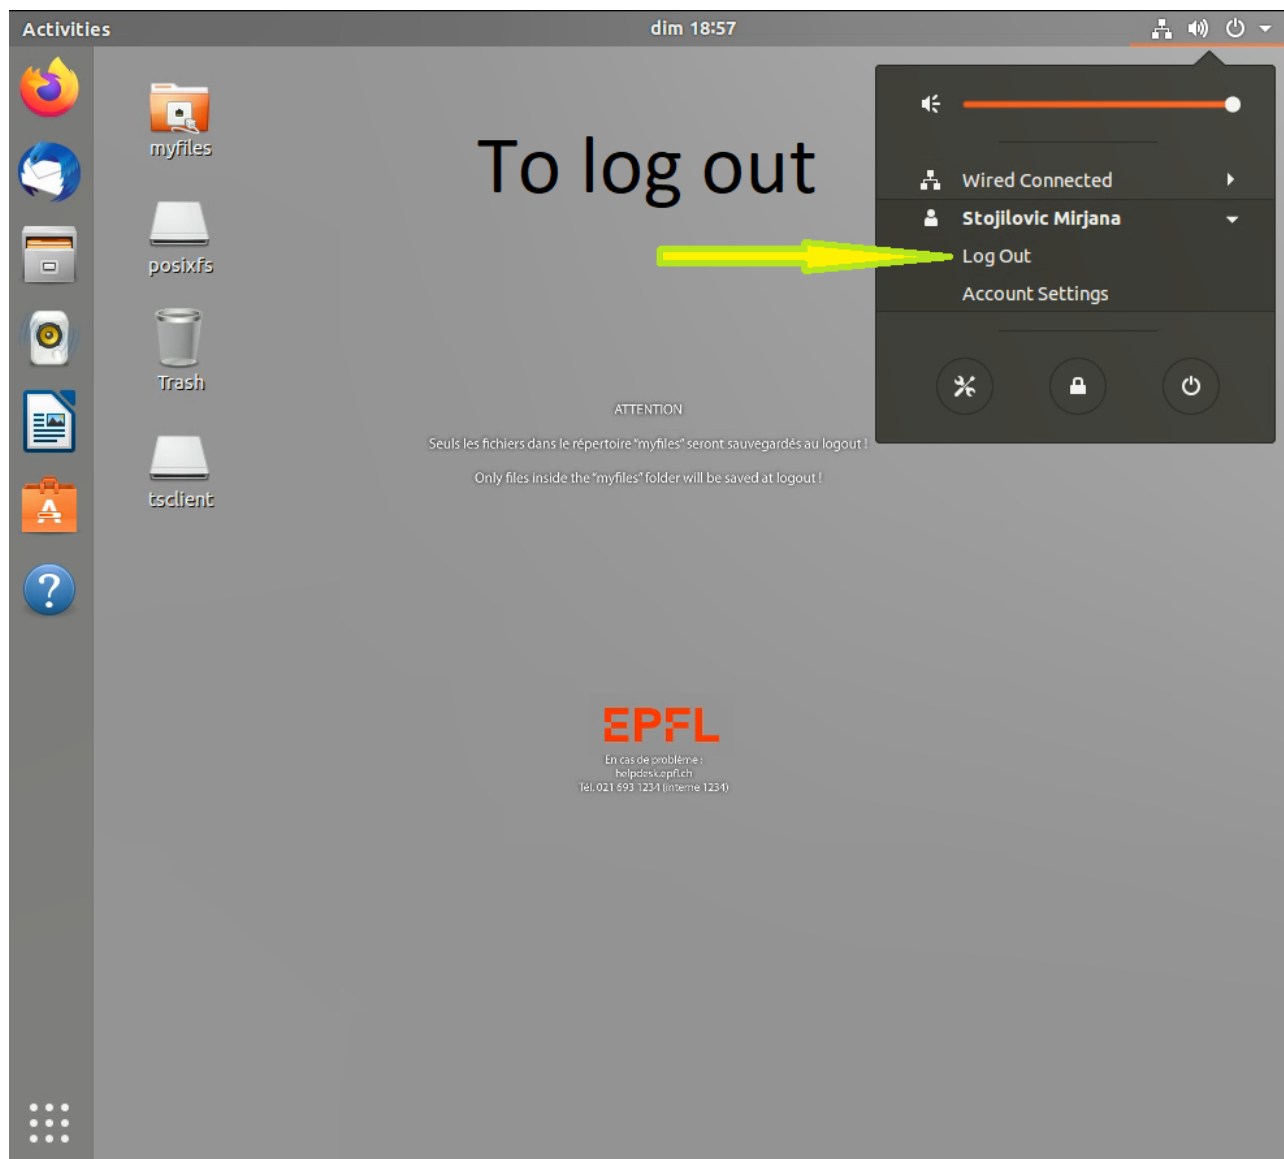 Activities
dim 18:57
myfiles
posixfs
Trash
tsclient
To log out
Wired Connected
Stojilovic Mirjana
Log Out
Account Settings
ATTENTION
Seuls les fichiers dans le répertoire "myfiles" seront sauvegardés au logout !
Only files inside the "myfiles" folder will be saved at logout !
EPFL
En cas de problème :
helpdesk.epfl.ch
Tél. 021 693 1234 (interne 1234)